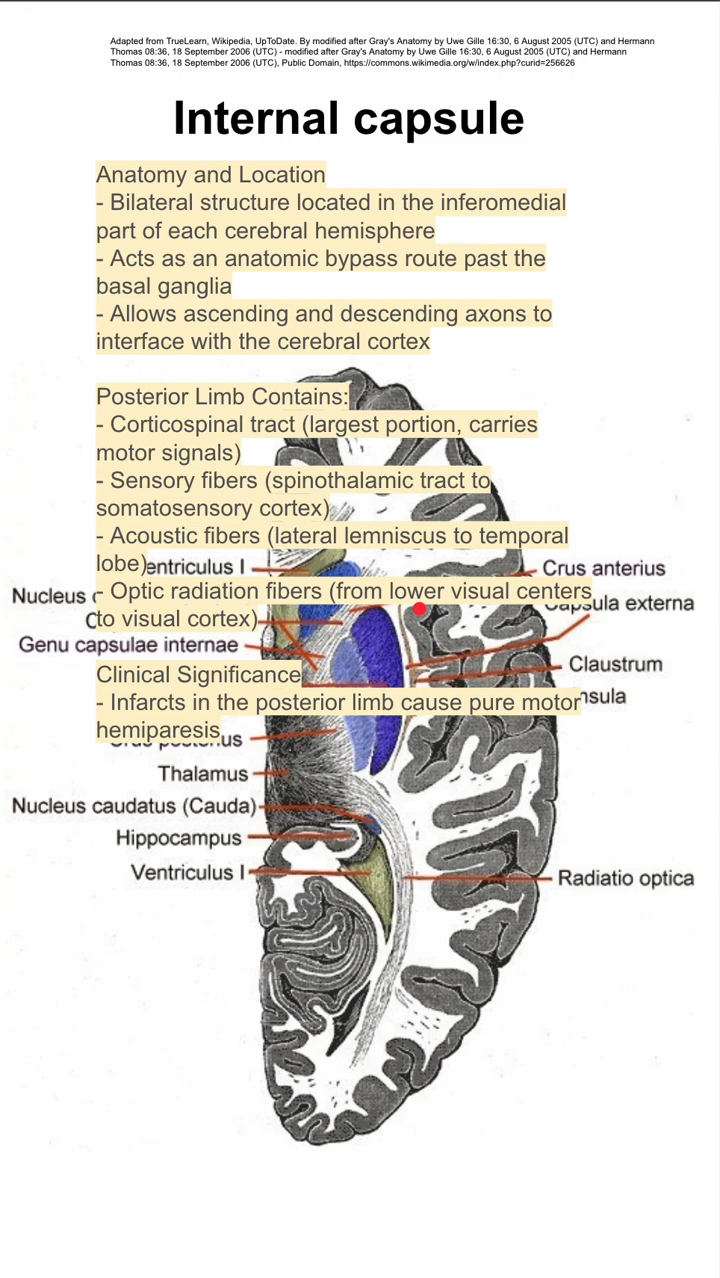 Adapted from TrueLearn, Wikipedia, UpToDate. By modified after Gray's Anatomy by Uwe Gille 16:30, 6 August 2005 (UTC) and Hermann
Thomas 08:36, 18 September 2006 (UTC) - modified after Gray's Anatomy by Uwe Gille 16:30, 6 August 2005 (UTC) and Hermann
Thomas 08:36, 18 September 2006 (UTC), Public Domain, https://commons.wikimedia.org/w/index.php?curid=256626
Internal capsule
Anatomy and Location
- Bilateral structure located in the inferomedial
part of each cerebral hemisphere
- Acts as an anatomic bypass route past the
basal ganglia
- Allows ascending and descending axons to
interface with the cerebral cortex
Posterior Limb Contains:
- Corticospinal tract (largest portion, carries
motor signals)
- Sensory fibers (spinothalamic tract to
somatosensory cortex)
- Acoustic fibers (lateral lemniscus to temporal
lobe)
- Optic radiation fibers (from lower visual centers
to visual cortex)
Clinical Significance
- Infarcts in the posterior limb cause pure motor
hemiparesis
Crus anterius
Nucleus
Capsula externa
Genu capsulae internae
Claustrum
Thalamus
Nucleus caudatus (Cauda)
Hippocampus
Ventriculus l
Radiatio optica